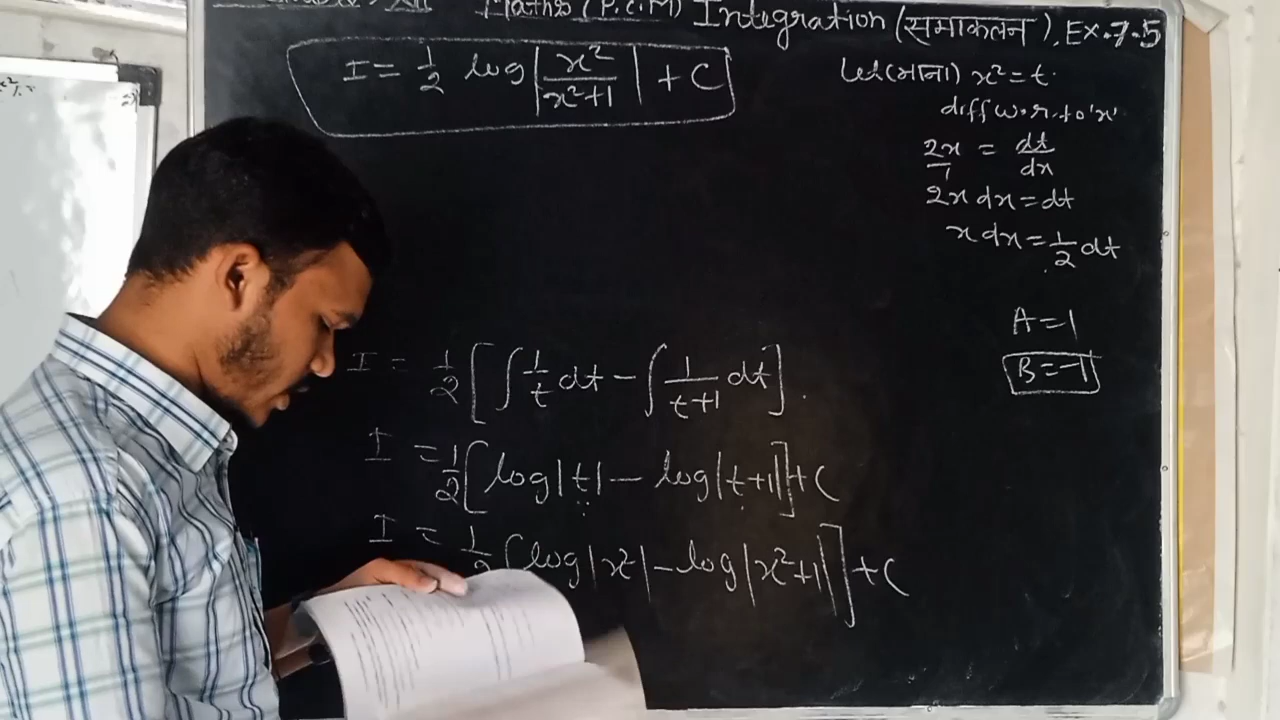 Maths (P.C.M) Integration (समाकलन), Ex.7.5
I = 1/2 log |x²/(x²+1)| + C
Let (माना) x² = t.
diff w.r.to 'x'
2x/1 = dt/dx
2x dx = dt
x dx = 1/2 dt
A = 1
B = -1
I = 1/2 [∫ 1/t dt - ∫ 1/(t+1) dt].
I = 1/2 [log|t| - log|t+1|] + C
I = 1/2 [log|x²| - log|x²+1|] + C